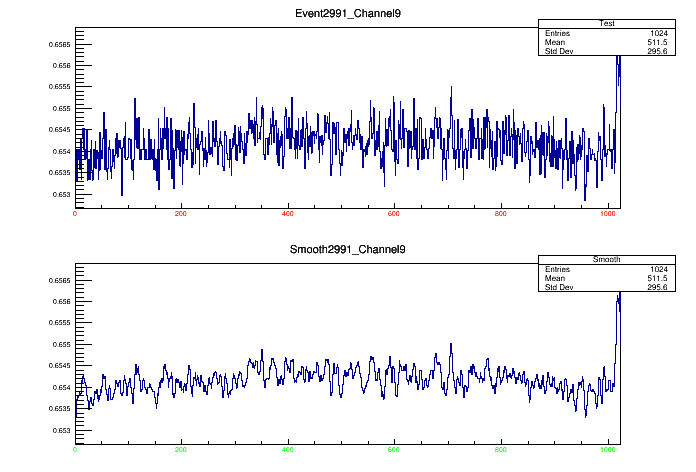 Event2991_Channel9
Test
Entries 1024
Mean 511.5
Std Dev 295.6
0.6565
0.656
0.6555
0.655
0.6545
0.654
0.6535
0.653
0 200 400 600 800 1000
Smooth2991_Channel9
Smooth
Entries 1024
Mean 511.5
Std Dev 295.6
0.6565
0.656
0.6555
0.655
0.6545
0.654
0.6535
0.653
0 200 400 600 800 1000